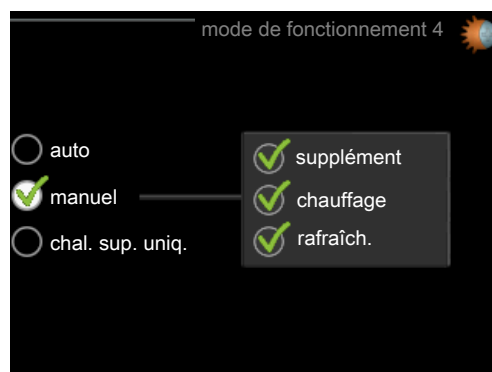 mode de fonctionnement 4
auto
manuel
chal. sup. uniq.
supplément
chauffage
rafraîch.